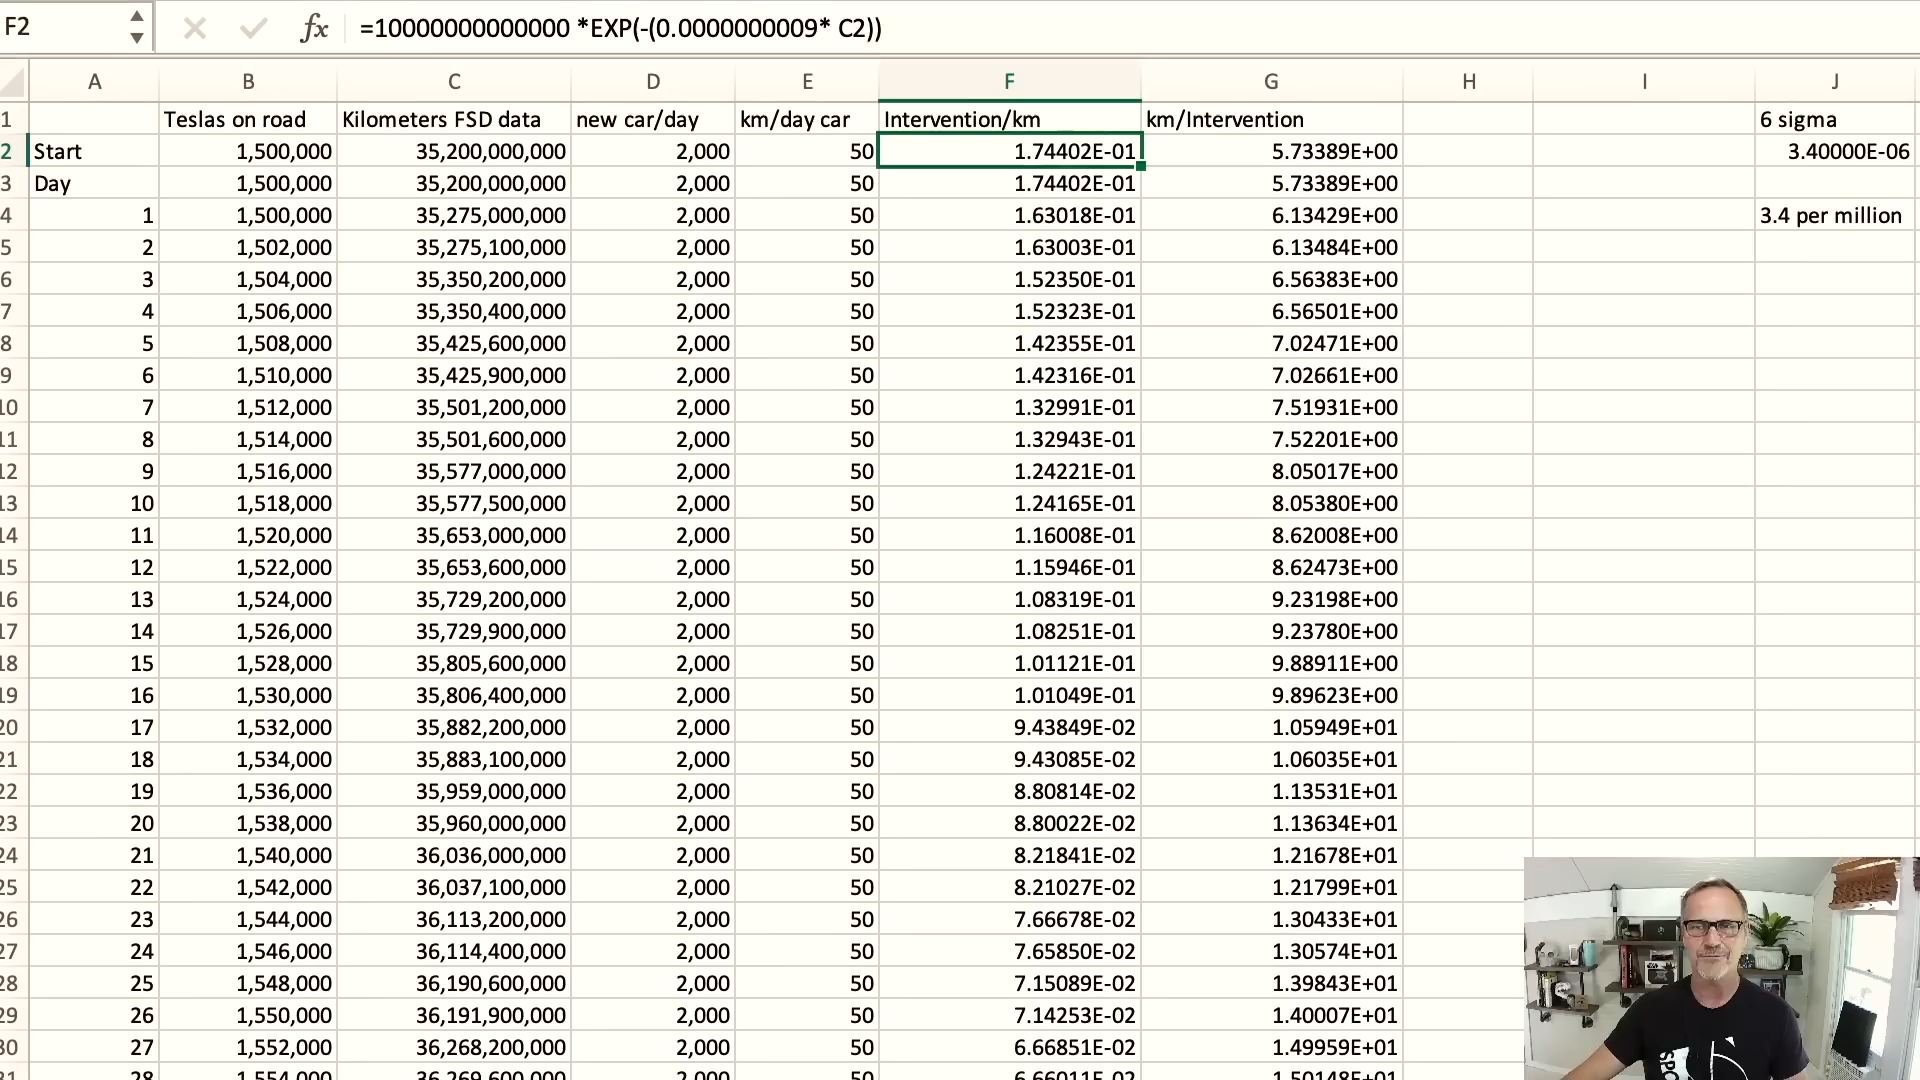 F2 fx =10000000000000 *EXP(-(0.0000000009* C2))
A B C D E F G H I J
1 Teslas on road Kilometers FSD data new car/day km/day car Intervention/km km/Intervention 6 sigma
2 Start 1,500,000 35,200,000,000 2,000 50 1.74402E-01 5.73389E+00 3.40000E-06
3 Day 1,500,000 35,200,000,000 2,000 50 1.74402E-01 5.73389E+00
4 1 1,500,000 35,275,000,000 2,000 50 1.63018E-01 6.13429E+00 3.4 per million
5 2 1,502,000 35,275,100,000 2,000 50 1.63003E-01 6.13484E+00
6 3 1,504,000 35,350,200,000 2,000 50 1.52350E-01 6.56383E+00
7 4 1,506,000 35,350,400,000 2,000 50 1.52323E-01 6.56501E+00
8 5 1,508,000 35,425,600,000 2,000 50 1.42355E-01 7.02471E+00
9 6 1,510,000 35,425,900,000 2,000 50 1.42316E-01 7.02661E+00
10 7 1,512,000 35,501,200,000 2,000 50 1.32991E-01 7.51931E+00
11 8 1,514,000 35,501,600,000 2,000 50 1.32943E-01 7.52201E+00
12 9 1,516,000 35,577,000,000 2,000 50 1.24221E-01 8.05017E+00
13 10 1,518,000 35,577,500,000 2,000 50 1.24165E-01 8.05380E+00
14 11 1,520,000 35,653,000,000 2,000 50 1.16008E-01 8.62008E+00
15 12 1,522,000 35,653,600,000 2,000 50 1.15946E-01 8.62473E+00
16 13 1,524,000 35,729,200,000 2,000 50 1.08319E-01 9.23198E+00
17 14 1,526,000 35,729,900,000 2,000 50 1.08251E-01 9.23780E+00
18 15 1,528,000 35,805,600,000 2,000 50 1.01121E-01 9.88911E+00
19 16 1,530,000 35,806,400,000 2,000 50 1.01049E-01 9.89623E+00
20 17 1,532,000 35,882,200,000 2,000 50 9.43849E-02 1.05949E+01
21 18 1,534,000 35,883,100,000 2,000 50 9.43085E-02 1.06035E+01
22 19 1,536,000 35,959,000,000 2,000 50 8.80814E-02 1.13531E+01
23 20 1,538,000 35,960,000,000 2,000 50 8.80022E-02 1.13634E+01
24 21 1,540,000 36,036,000,000 2,000 50 8.21841E-02 1.21678E+01
25 22 1,542,000 36,037,100,000 2,000 50 8.21027E-02 1.21799E+01
26 23 1,544,000 36,113,200,000 2,000 50 7.66678E-02 1.30433E+01
27 24 1,546,000 36,114,400,000 2,000 50 7.65850E-02 1.30574E+01
28 25 1,548,000 36,190,600,000 2,000 50 7.15089E-02 1.39843E+01
29 26 1,550,000 36,191,900,000 2,000 50 7.14253E-02 1.40007E+01
30 27 1,552,000 36,268,200,000 2,000 50 6.66851E-02 1.49959E+01
31 28 1,554,000 36,269,600,000 2,000 50 6.66011E-02 1.50148E+01